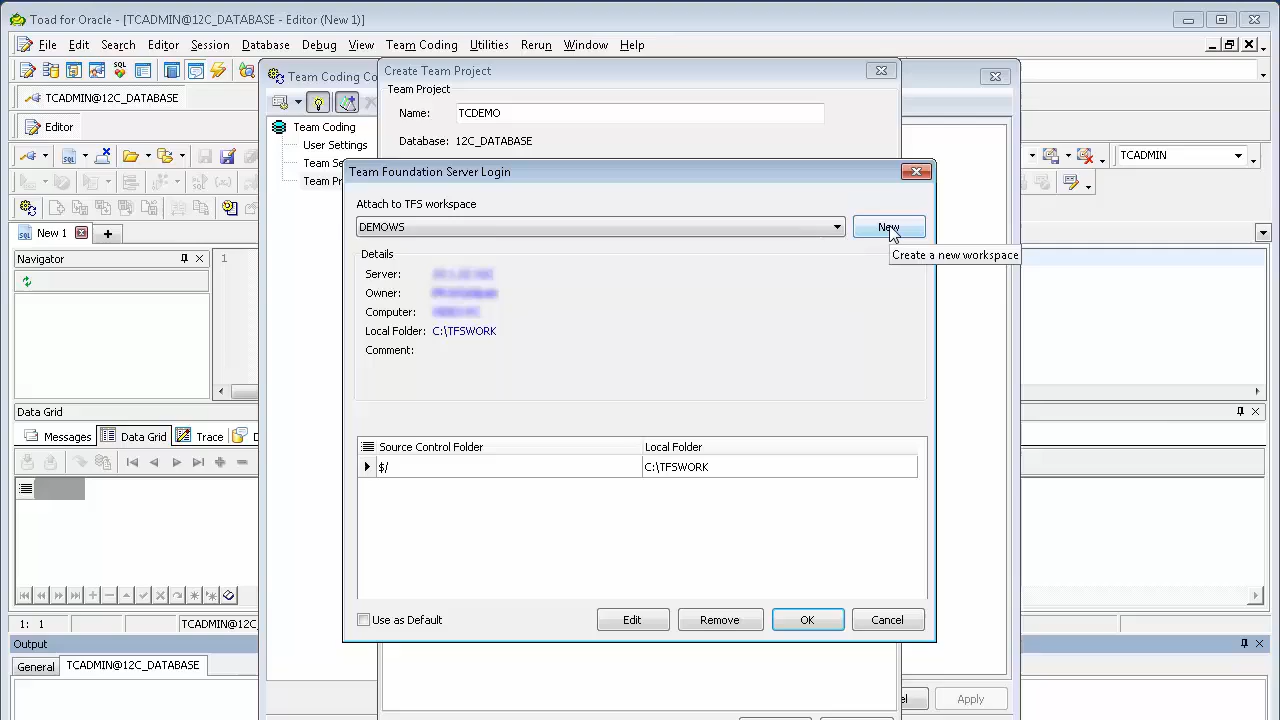 Toad for Oracle - [TCADMIN@12C_DATABASE - Editor (New 1)]
File Edit Search Editor Session Database Debug View Team Coding Utilities Rerun Window Help
TCADMIN@12C_DATABASE
Editor
TCADMIN
New 1
Navigator
1
Data Grid
Messages Data Grid Trace
1: 1
Output
General TCADMIN@12C_DATABASE
Team Coding Co
Team Coding
User Settings
Team Se
Team Pr
Apply
Create Team Project
Team Project
Name: TCDEMO
Database: 12C_DATABASE
Team Foundation Server Login
Attach to TFS workspace
DEMOWS New
Create a new workspace
Details
Server:
Owner:
Computer:
Local Folder: C:\TFSWORK
Comment:
Source Control Folder Local Folder
$/ C:\TFSWORK
Use as Default Edit Remove OK Cancel